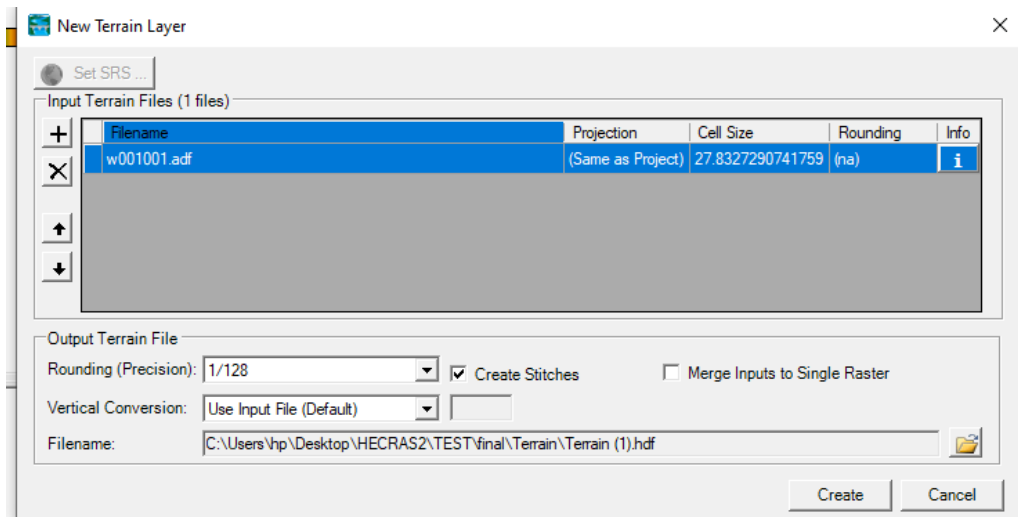 New Terrain Layer
Set SRS ...
Input Terrain Files (1 files)
Filename Projection Cell Size Rounding Info
w001001.adf (Same as Project) 27.8327290741759 (na) i
Output Terrain File
Rounding (Precision): 1/128 Create Stitches Merge Inputs to Single Raster
Vertical Conversion: Use Input File (Default)
Filename: C:\Users\hp\Desktop\HECRAS2\TEST\final\Terrain\Terrain (1).hdf
Create Cancel